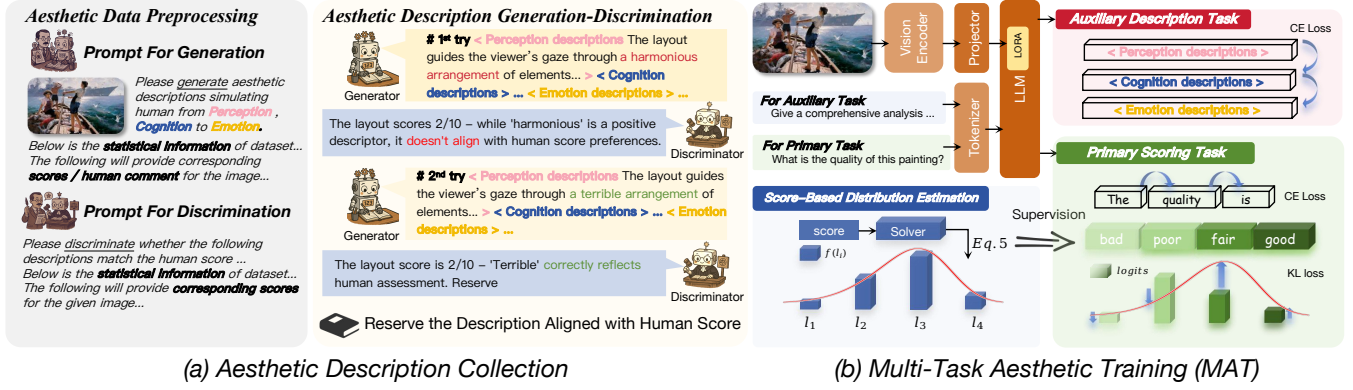 Aesthetic Data Preprocessing
Prompt For Generation
Please generate aesthetic
descriptions simulating
human from Perception ,
Cognition to Emotion.
Below is the statistical Information of dataset...
The following will provide corresponding
scores / human comment for the image...
Prompt For Discrimination
Please discriminate whether the following
descriptions match the human score ...
Below is the statistical Information of dataset...
The following will provide corresponding scores
for the given image...
Aesthetic Description Generation-Discrimination
Generator
# 1st try < Perception descriptions The layout
guides the viewer's gaze through a harmonious
arrangement of elements... > < Cognition
descriptions > ... < Emotion descriptions > ...
The layout scores 2/10 – while 'harmonious' is a positive
descriptor, it doesn't align with human score preferences.
Discriminator
Generator
# 2nd try < Perception descriptions The layout guides
the viewer's gaze through a terrible arrangement of
elements... > < Cognition descriptions > ... < Emotion
descriptions > ...
The layout score is 2/10 – 'Terrible' correctly reflects
human assessment. Reserve
Discriminator
Reserve the Description Aligned with Human Score
(a) Aesthetic Description Collection
Vision Encoder
Projector
LLM
LORA
For Auxiliary Task
Give a comprehensive analysis ...
For Primary Task
What is the quality of this painting?
Tokenizer
Auxiliary Description Task
CE Loss
< Perception descriptions >
< Cognition descriptions >
< Emotion descriptions >
Primary Scoring Task
The quality is
CE Loss
bad poor fair good
logits
KL loss
Score-Based Distribution Estimation
score
Solver
Eq.5
f(l_i)
l_1 l_2 l_3 l_4
Supervision
(b) Multi-Task Aesthetic Training (MAT)